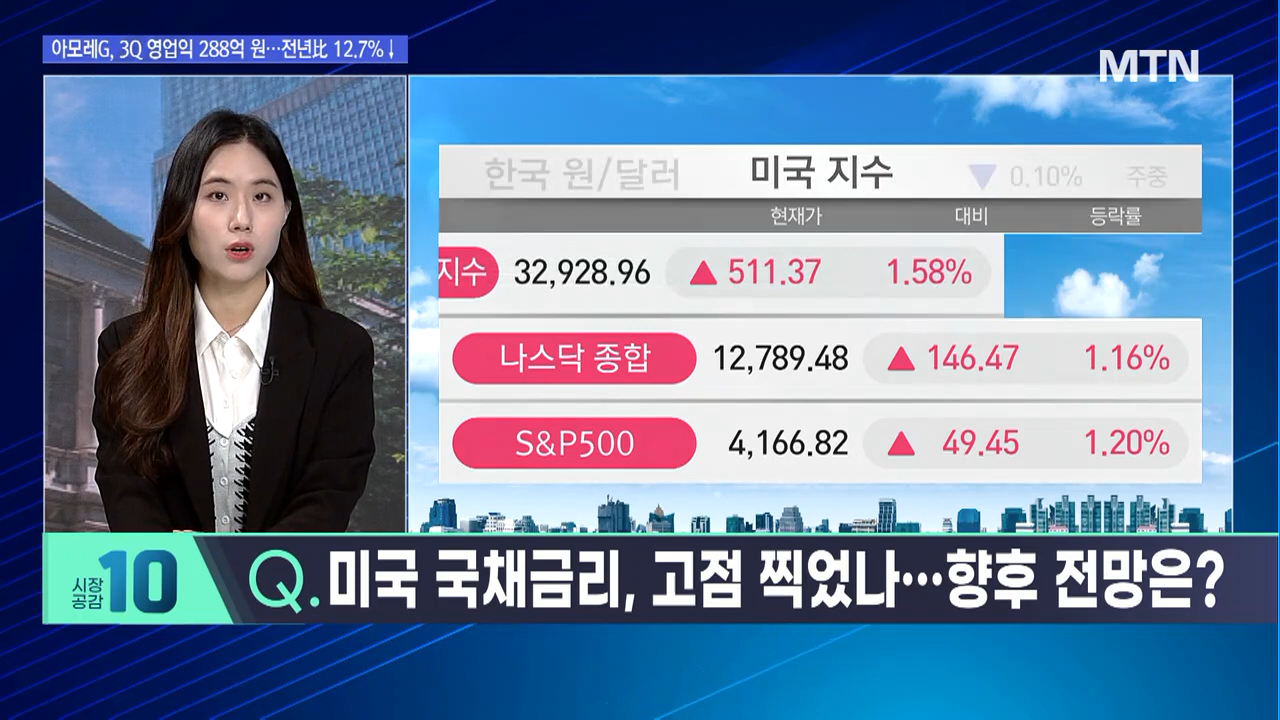 아모레G, 3Q 영업익 288억 원…전년比 12.7%↓
MTN
한국 원/달러 미국 지수 ▼ 0.10% 주중
현재가 대비 등락률
지수 32,928.96 ▲ 511.37 1.58%
나스닥 종합 12,789.48 ▲ 146.47 1.16%
S&P500 4,166.82 ▲ 49.45 1.20%
시장
공감
10
Q. 미국 국채금리, 고점 찍었나…향후 전망은?